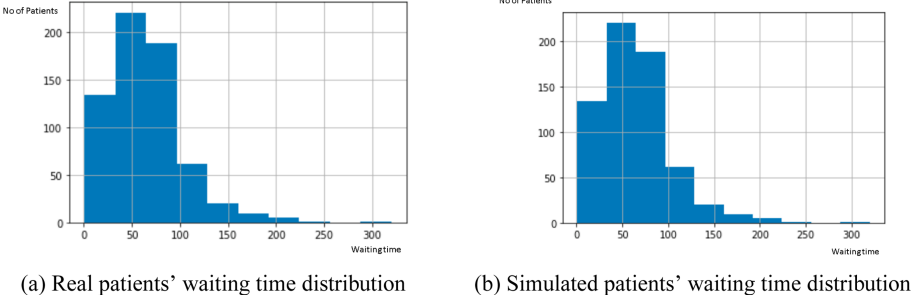 No of Patients
200
150
100
50
0
0 50 100 150 200 250 300
Waitingtime
(a) Real patients’ waiting time distribution
No of Patients
200
150
100
50
0
0 50 100 150 200 250 300
Waitingtime
(b) Simulated patients’ waiting time distribution